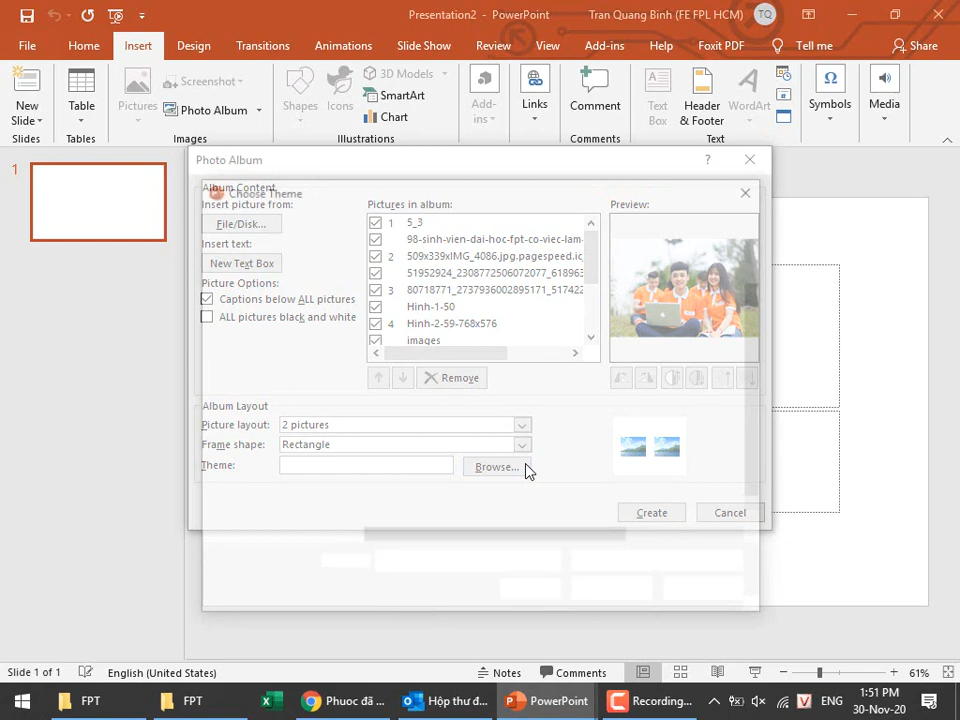 Presentation2 - PowerPoint
Tran Quang Binh (FE FPL HCM)
TQ
File
Home
Insert
Design
Transitions
Animations
Slide Show
Review
View
Add-ins
Help
Foxit PDF
Tell me
Share
New
Slide
Slides
Table
Tables
Pictures
Screenshot
Photo Album
Images
Shapes
Icons
3D Models
SmartArt
Chart
Illustrations
Add-
ins
Links
Comment
Comments
Text
Box
Header
& Footer
WordArt
Text
Symbols
Media
1
Photo Album
?
Choose Theme
Album Content
Insert picture from:
File/Disk...
Insert text:
New Text Box
Picture Options:
Captions below ALL pictures
ALL pictures black and white
Pictures in album:
1 5_3
98-sinh-vien-dai-hoc-fpt-co-viec-lam-
2 509x339xIMG_4086.jpg.pagespeed.ic
51952924_2308772506072077_618963
3 80718771_2737936002895171_517422
Hinh-1-50
4 Hinh-2-59-768x576
images
Remove
Preview:
Album Layout
Picture layout: 2 pictures
Frame shape: Rectangle
Theme:
Browse...
Create
Cancel
Slide 1 of 1
English (United States)
Notes
Comments
61%
FPT
FPT
Phuoc đã ...
Hộp thư đ...
PowerPoint
Recording...
V
ENG
1:51 PM
30-Nov-20